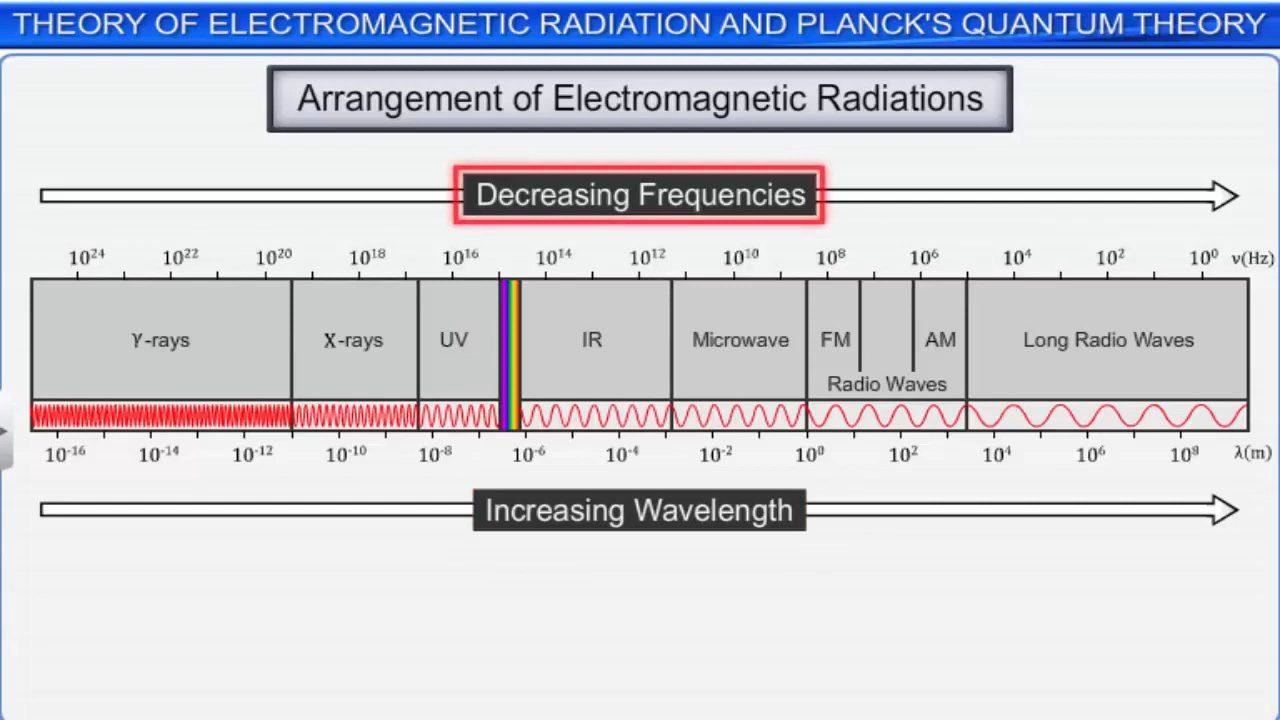 THEORY OF ELECTROMAGNETIC RADIATION AND PLANCK'S QUANTUM THEORY
Arrangement of Electromagnetic Radiations
Decreasing Frequencies
10²⁴ 10²² 10²⁰ 10¹⁸ 10¹⁶ 10¹⁴ 10¹² 10¹⁰ 10⁸ 10⁶ 10⁴ 10² 10⁰ ν(Hz)
γ-rays X-rays UV IR Microwave FM AM Long Radio Waves
Radio Waves
10⁻¹⁶ 10⁻¹⁴ 10⁻¹² 10⁻¹⁰ 10⁻⁸ 10⁻⁶ 10⁻⁴ 10⁻² 10⁰ 10² 10⁴ 10⁶ 10⁸ λ(m)
Increasing Wavelength